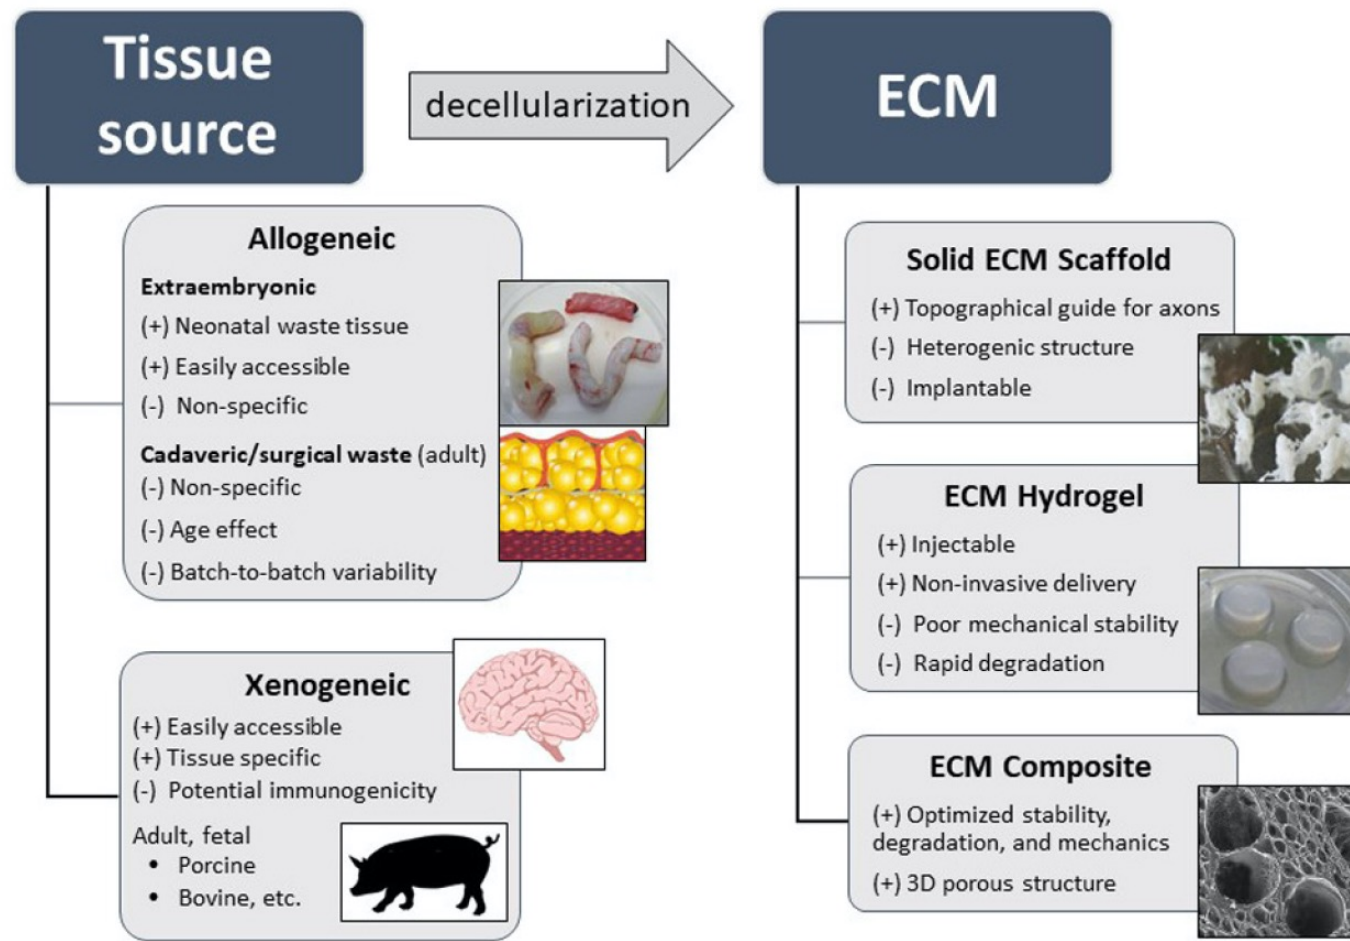 Tissue
source
decellularization
ECM
Allogeneic
Extraembryonic
(+) Neonatal waste tissue
(+) Easily accessible
(-) Non-specific
Cadaveric/surgical waste (adult)
(-) Non-specific
(-) Age effect
(-) Batch-to-batch variability
Xenogeneic
(+) Easily accessible
(+) Tissue specific
(-) Potential immunogenicity
Adult, fetal
• Porcine
• Bovine, etc.
Solid ECM Scaffold
(+) Topographical guide for axons
(-) Heterogenic structure
(-) Implantable
ECM Hydrogel
(+) Injectable
(+) Non-invasive delivery
(-) Poor mechanical stability
(-) Rapid degradation
ECM Composite
(+) Optimized stability,
degradation, and mechanics
(+) 3D porous structure